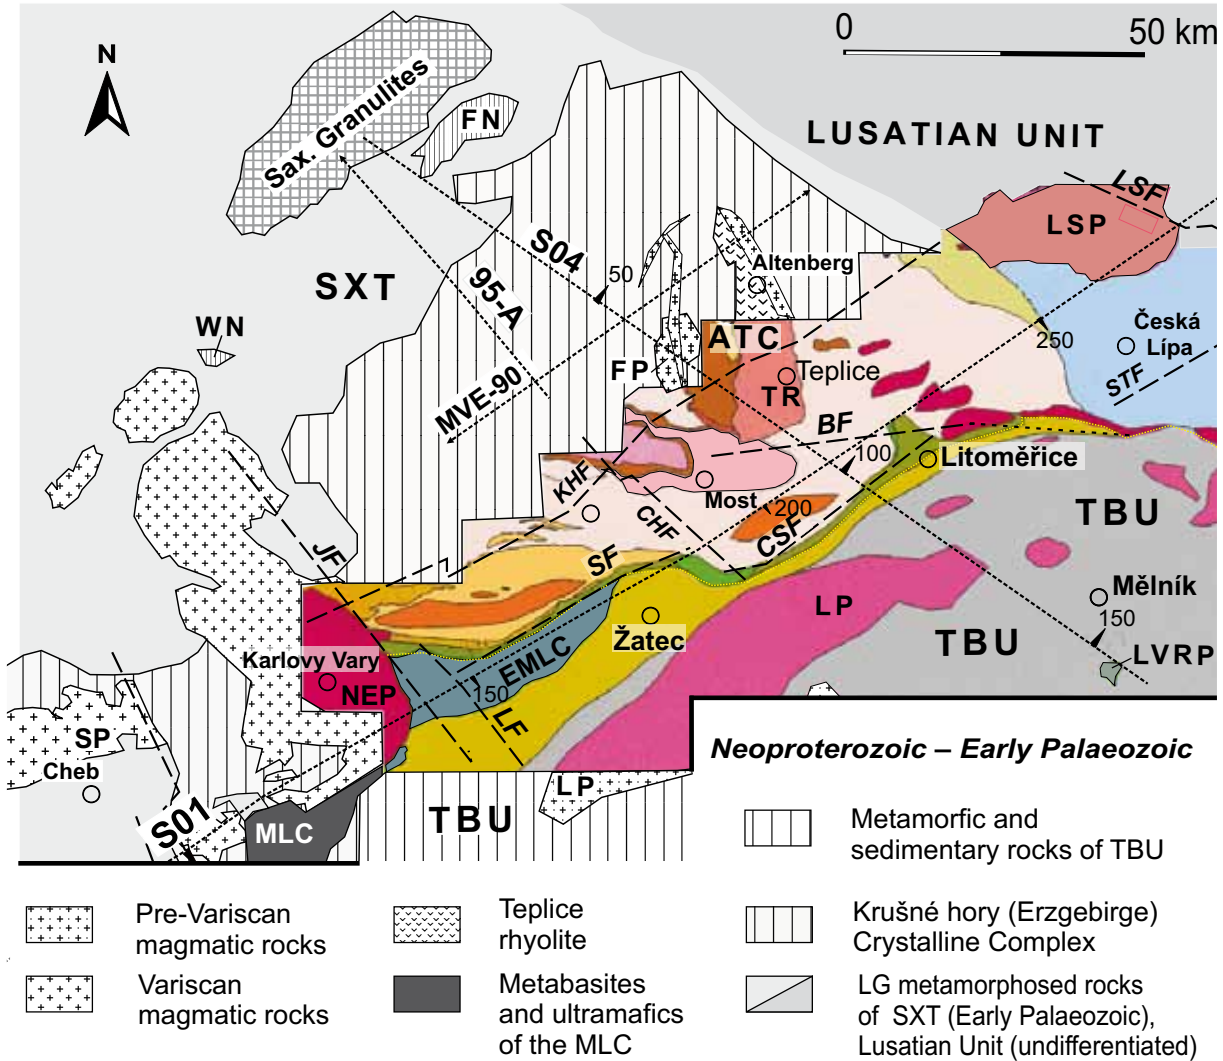 0
50 km
N
Sax. Granulites
FN
LUSATIAN UNIT
LSF
LSP
S04
50
Altenberg
SXT
95-A
WN
ATC
Česká
Lípa
250
FP
Teplice
TR
STF
MVE-90
BF
100
Litoměřice
KHF
Most
CHF
200
CSF
TBU
JF
SF
Mělník
LP
150
Žatec
TBU
EMLC
LVRP
Karlovy Vary
NEP
150
LF
SP
Cheb
LP
S01
MLC
TBU
Neoproterozoic – Early Palaeozoic
Metamorfic and
sedimentary rocks of TBU
Pre-Variscan
magmatic rocks
Teplice
rhyolite
Krušné hory (Erzgebirge)
Crystalline Complex
Variscan
magmatic rocks
Metabasites
and ultramafics
of the MLC
LG metamorphosed rocks
of SXT (Early Palaeozoic),
Lusatian Unit (undifferentiated)